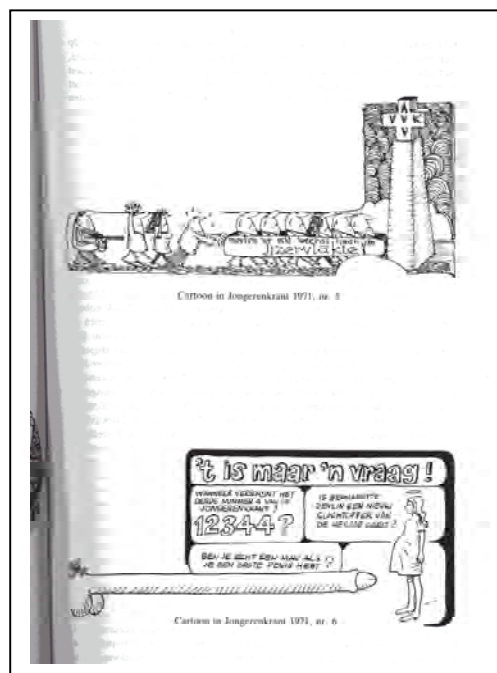 A
V V K
V
Ijzervlakte
Cartoon in Jongerenkrant 1971, nr. 5
't is maar 'n vraag!
WANNEER VERSCHIJNT HET
DERDE NUMMER 4 VAN DE
JONGERENKRANT?
12344?
IS BERNADETTE
DEVLIN EEN NIEUW
SLACHTOFFER VAN
DE HEILIGE GEEST?
BEN JE ECHT EEN MAN ALS
JE EEN GROTE PENIS HEBT?
Cartoon in Jongerenkrant 1971, nr. 6